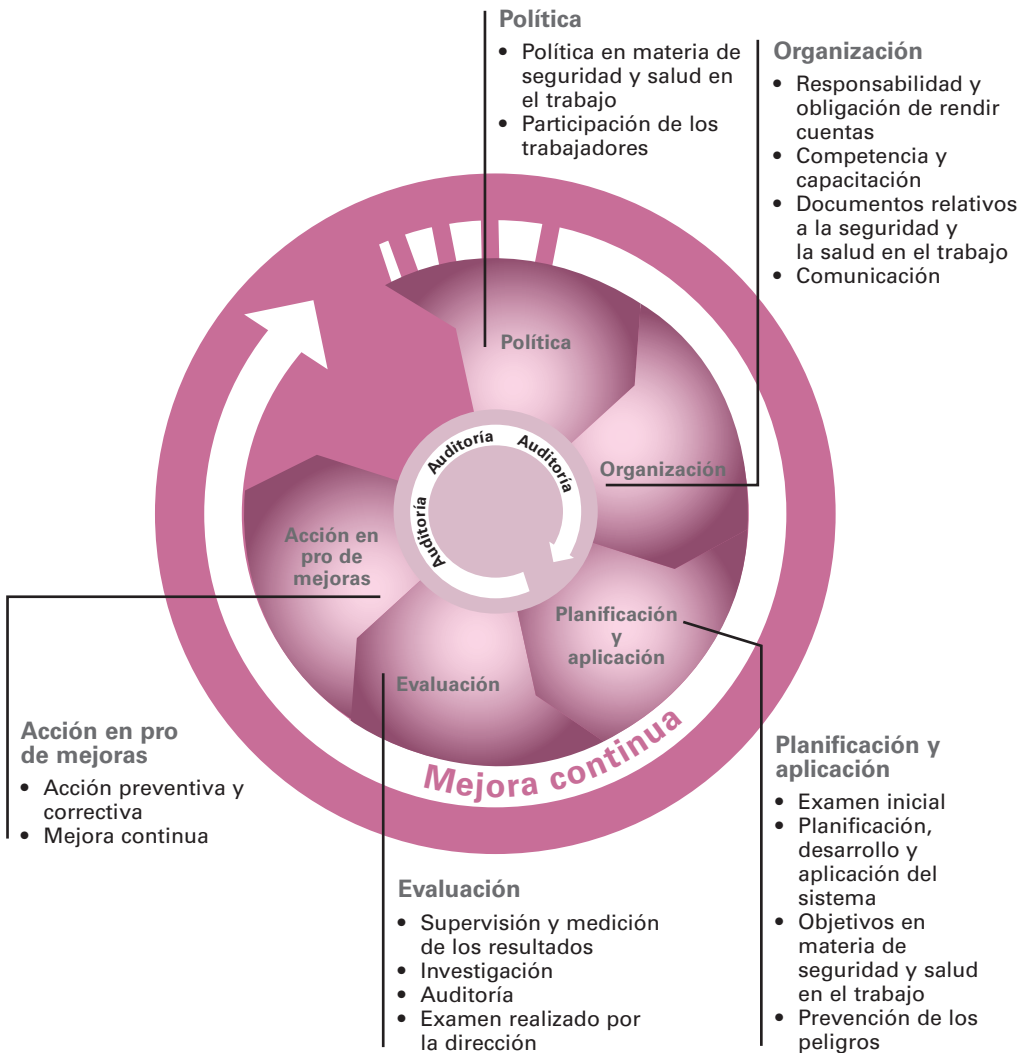 Política
• Política en materia de
seguridad y salud en
el trabajo
• Participación de los
trabajadores
Organización
• Responsabilidad y
obligación de rendir
cuentas
• Competencia y
capacitación
• Documentos relativos
a la seguridad y
la salud en el trabajo
• Comunicación
Política
Organización
Auditoría
Auditoría
Auditoría
Acción en
pro de
mejoras
Planificación
y
aplicación
Evaluación
Mejora continua
Acción en pro
de mejoras
• Acción preventiva y
correctiva
• Mejora continua
Evaluación
• Supervisión y medición
de los resultados
• Investigación
• Auditoría
• Examen realizado por
la dirección
Planificación y
aplicación
• Examen inicial
• Planificación,
desarrollo y
aplicación del
sistema
• Objetivos en
materia de
seguridad y salud
en el trabajo
• Prevención de los
peligros